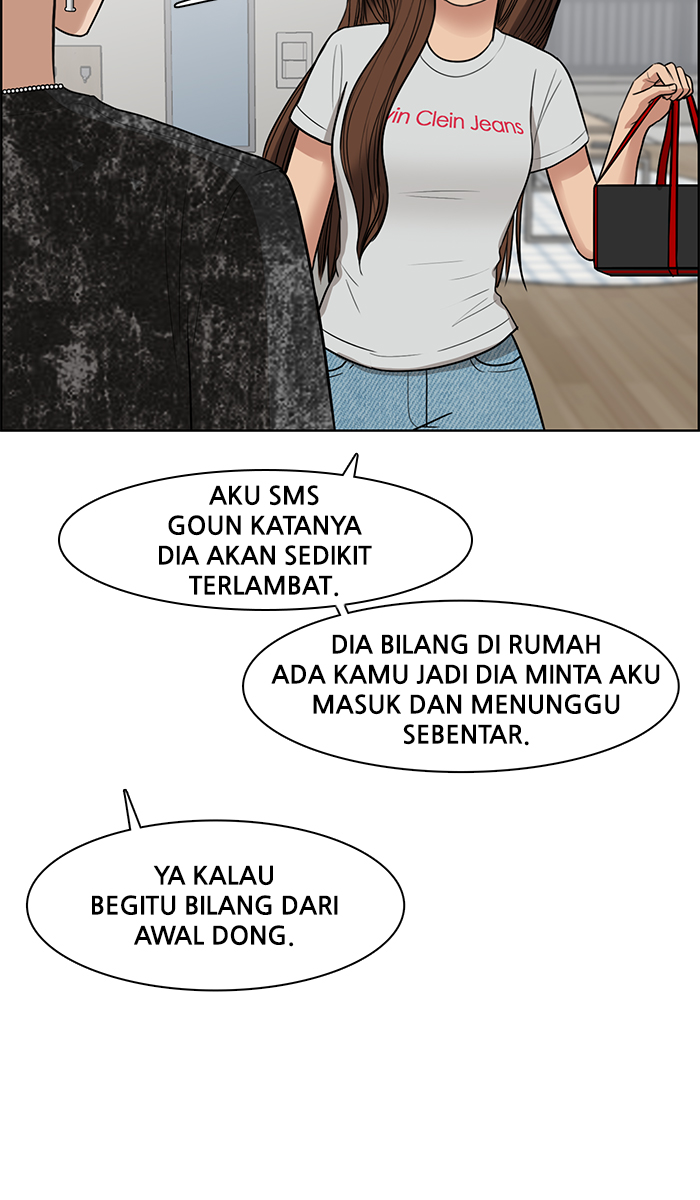 vin Clein Jeans
AKU SMS
GOUN KATANYA
DIA AKAN SEDIKIT
TERLAMBAT.
DIA BILANG DI RUMAH
ADA KAMU JADI DIA MINTA AKU
MASUK DAN MENUNGGU
SEBENTAR.
YA KALAU
BEGITU BILANG DARI
AWAL DONG.